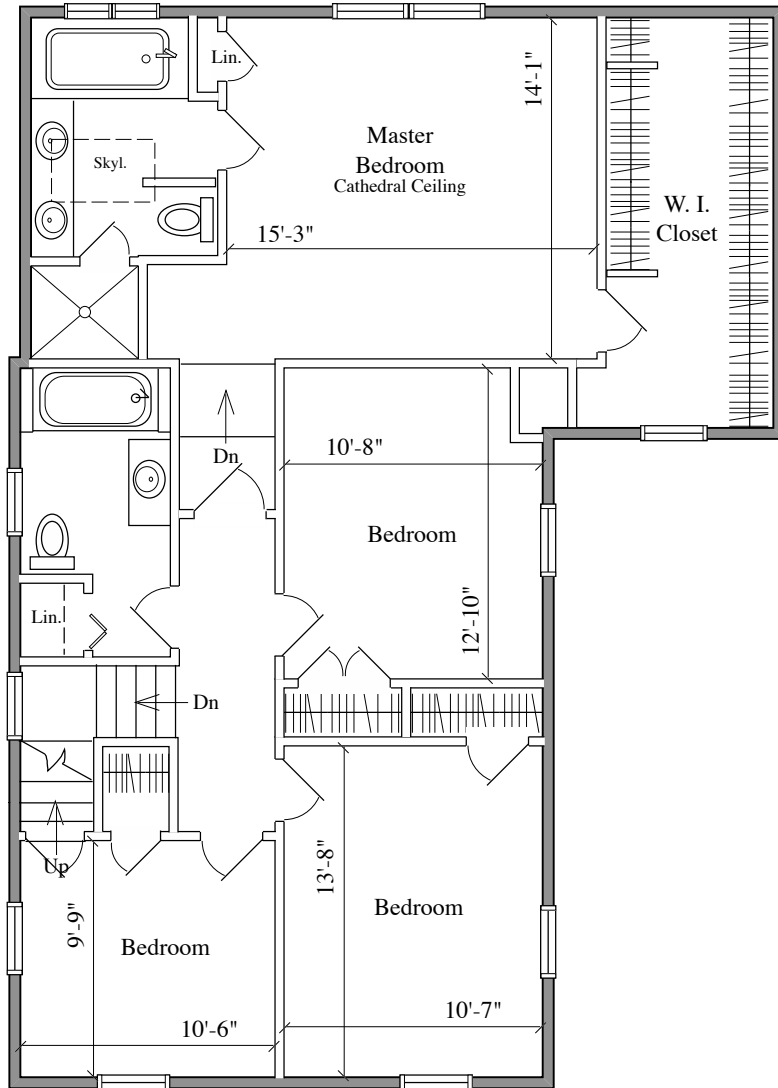 Lin.
14'-1"
Master
Bedroom
Cathedral Ceiling
Skyl.
W. I.
Closet
15'-3"
Dn
10'-8"
Bedroom
12'-10"
Lin.
Dn
Up
13'-8"
9'-9"
Bedroom
Bedroom
10'-6"
10'-7"